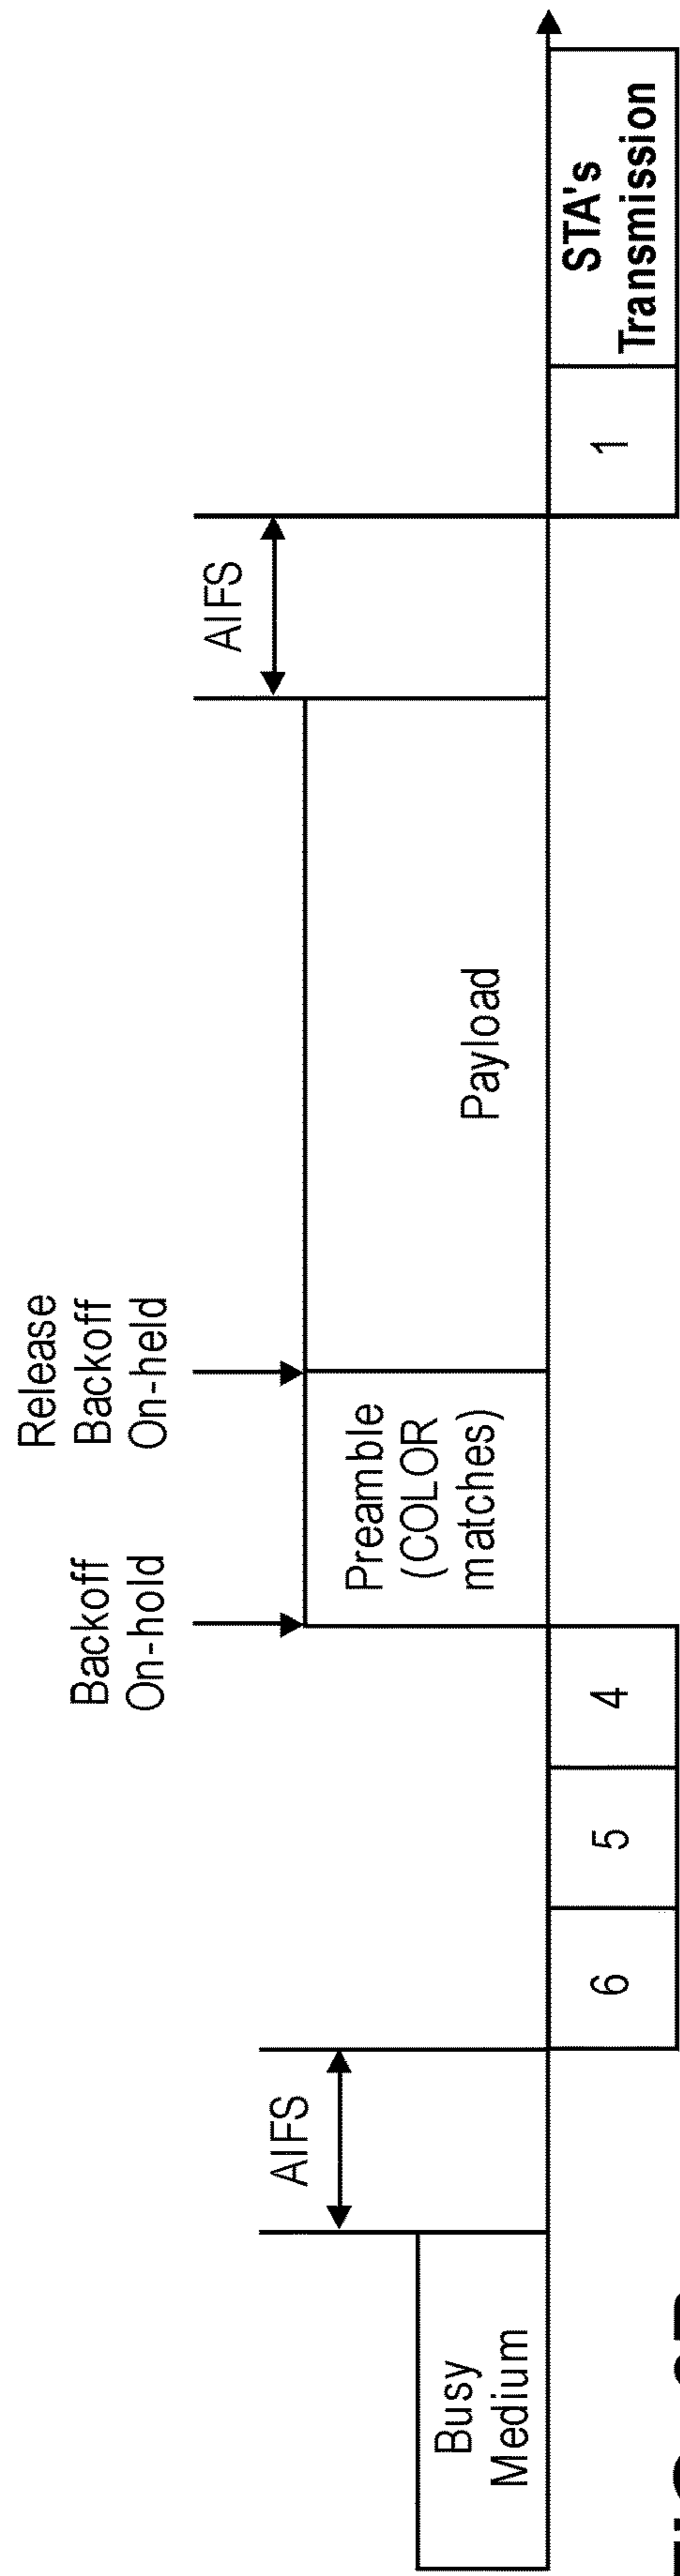 Busy
Medium
AIFS
6
5
4
Backoff
On-hold
Preamble
(COLOR
matches)
Release
Backoff
On-held
Payload
AIFS
1
STA's
Transmission